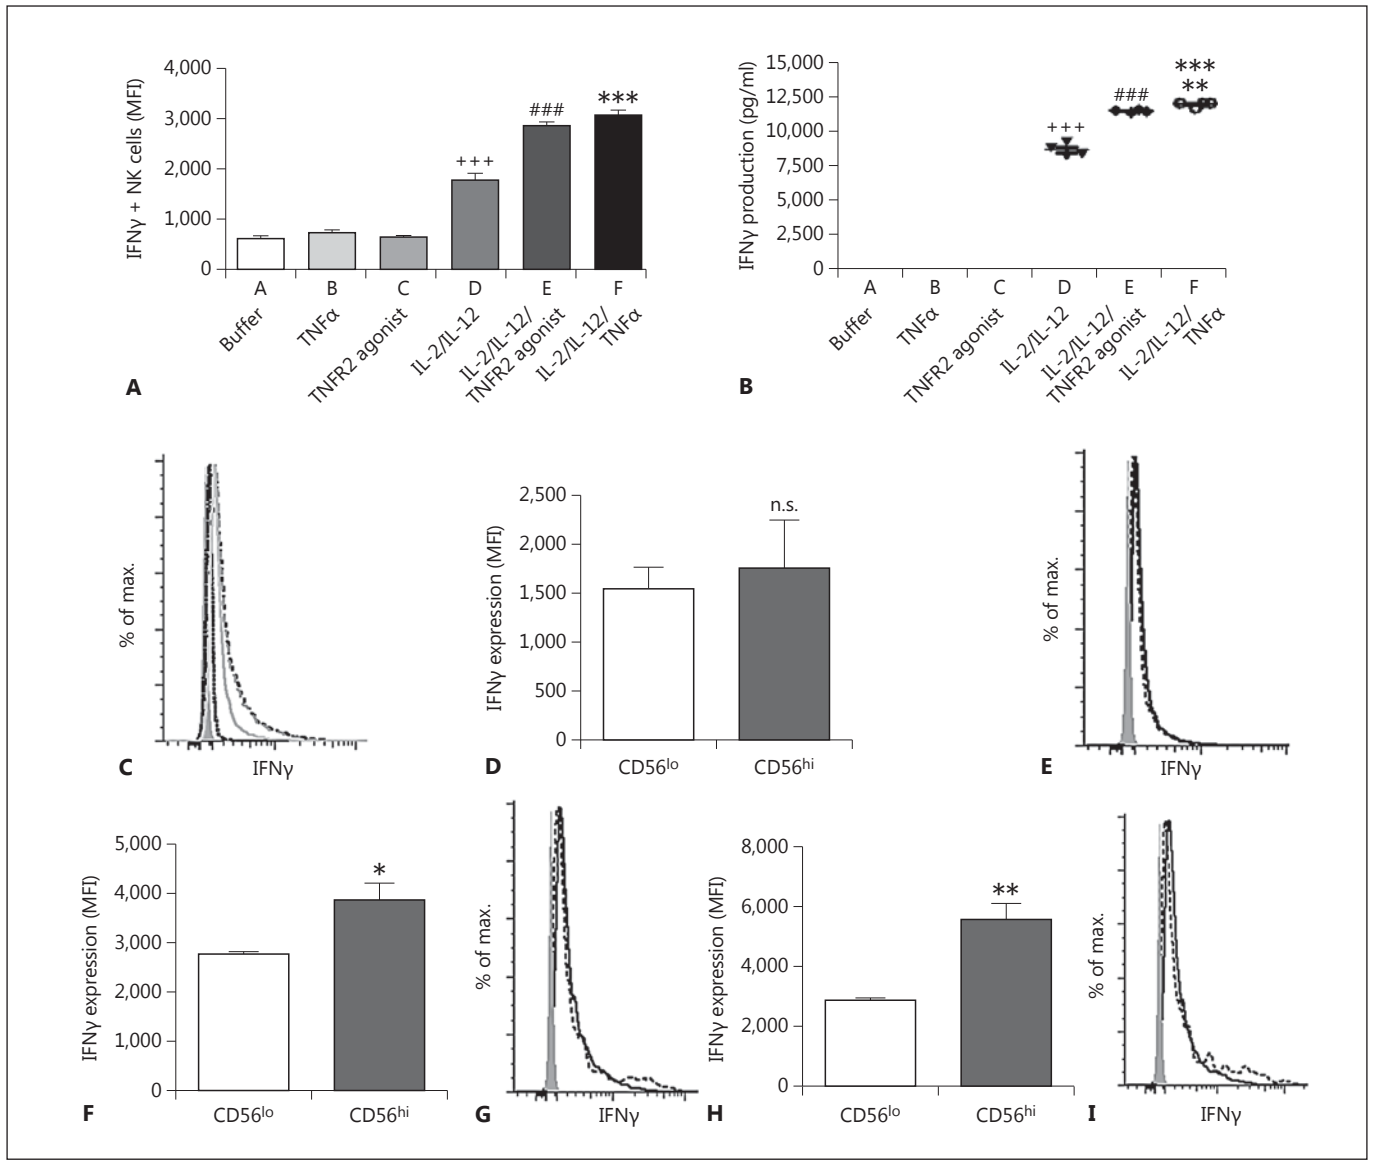 4,000
3,000
2,000
1,000
0
IFNγ + NK cells (MFI)
+++
###
***
A
B
C
D
E
F
Buffer
TNFα
TNFR2 agonist
IL-2/IL-12
IL-2/IL-12/
TNFR2 agonist
IL-2/IL-12/
TNFα
A
15,000
12,500
10,000
7,500
5,000
2,500
0
IFNγ production (pg/ml)
+++
###
***
**
A
B
C
D
E
F
Buffer
TNFα
TNFR2 agonist
IL-2/IL-12
IL-2/IL-12/
TNFR2 agonist
IL-2/IL-12/
TNFα
B
% of max.
IFNγ
C
2,500
2,000
1,500
1,000
500
0
IFNγ expression (MFI)
n.s.
CD56lo
CD56hi
D
% of max.
IFNγ
E
5,000
4,000
3,000
2,000
1,000
0
IFNγ expression (MFI)
*
CD56lo
CD56hi
F
% of max.
IFNγ
G
8,000
6,000
4,000
2,000
0
IFNγ expression (MFI)
**
CD56lo
CD56hi
H
% of max.
IFNγ
I